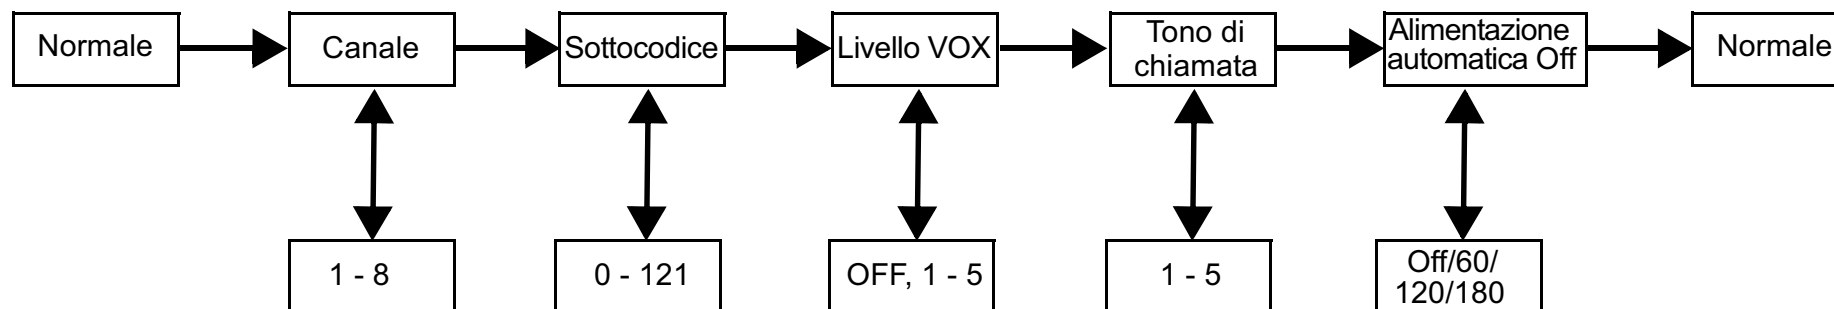 Normale
Canale
Sottocodice
Livello VOX
Tono di
chiamata
Alimentazione
automatica Off
Normale
1 - 8
0 - 121
OFF, 1 - 5
1 - 5
Off/60/
120/180